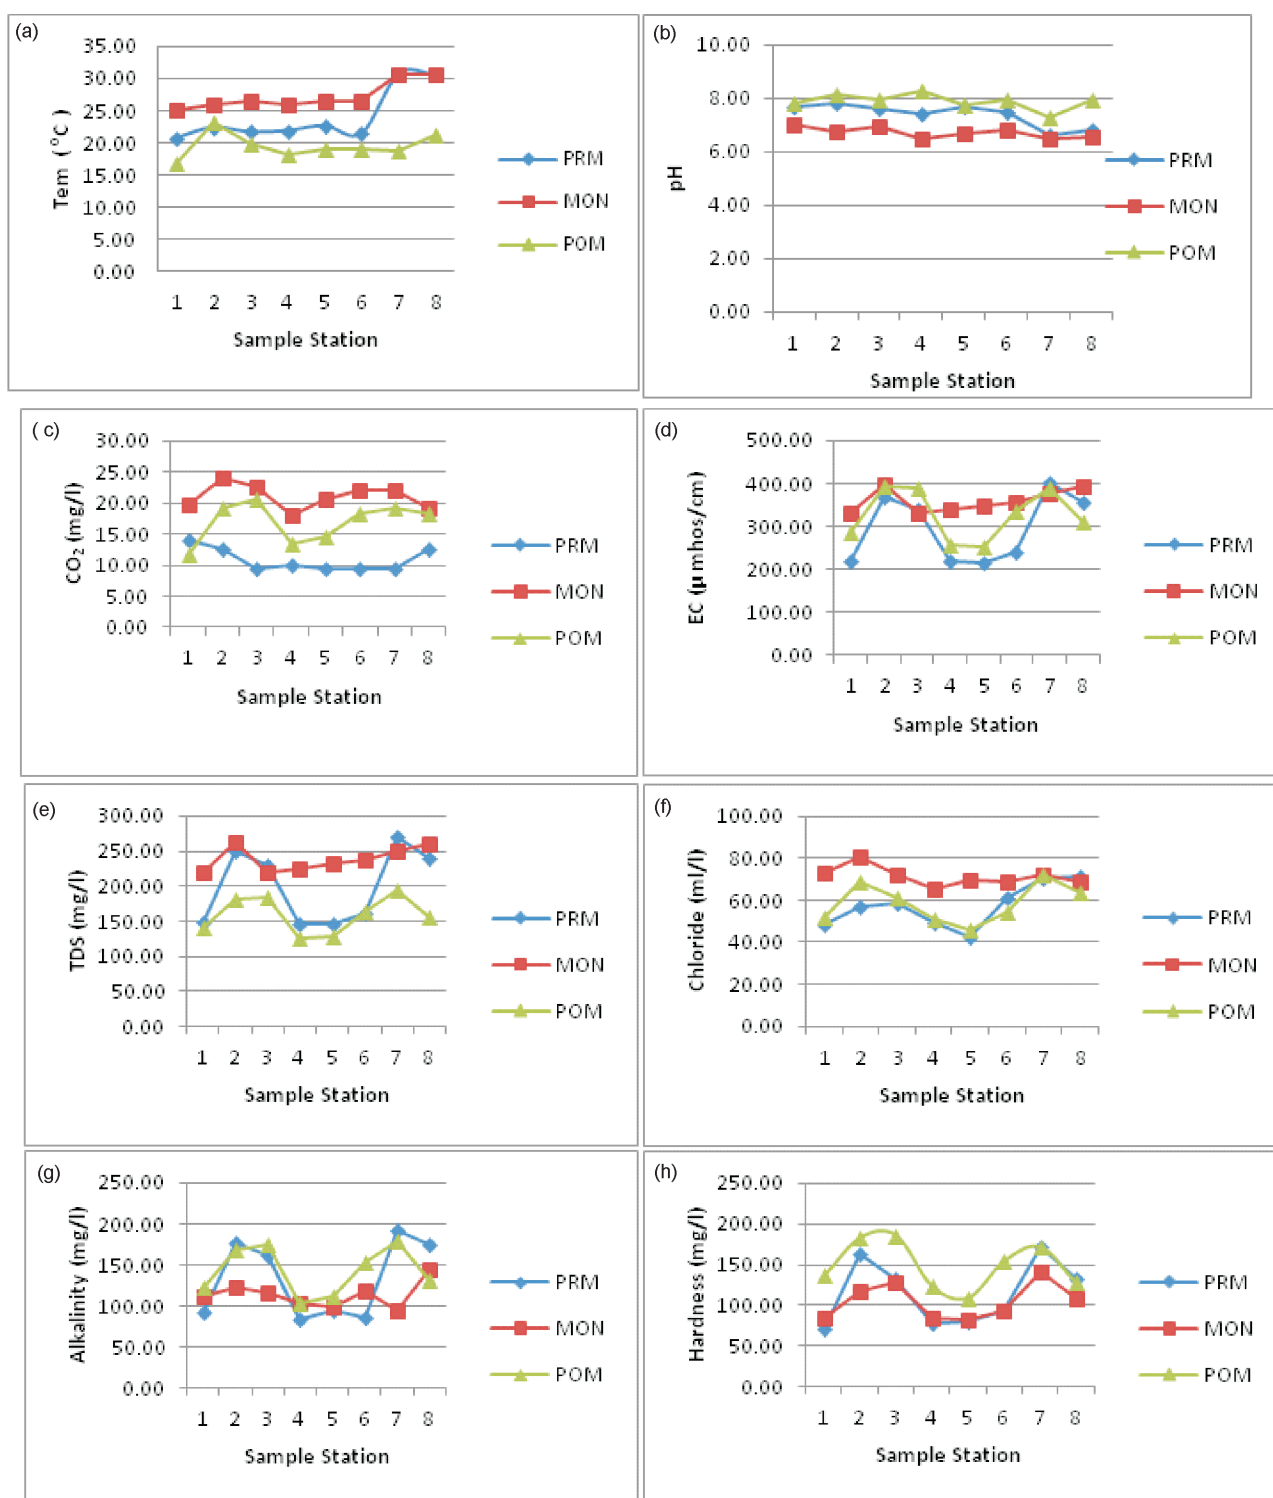 (a)
35.00
30.00
25.00
20.00
15.00
10.00
5.00
0.00
Tem ( °C )
1 2 3 4 5 6 7 8
Sample Station
PRM
MON
POM
(b)
10.00
8.00
6.00
4.00
2.00
0.00
pH
1 2 3 4 5 6 7 8
Sample Station
PRM
MON
POM
( c)
30.00
25.00
20.00
15.00
10.00
5.00
0.00
CO₂ (mg/l)
1 2 3 4 5 6 7 8
Sample Station
PRM
MON
POM
(d)
500.00
400.00
300.00
200.00
100.00
0.00
EC (µ mhos/cm)
1 2 3 4 5 6 7 8
Sample Station
PRM
MON
POM
(e)
300.00
250.00
200.00
150.00
100.00
50.00
0.00
TDS (mg/l)
1 2 3 4 5 6 7 8
Sample Station
PRM
MON
POM
(f)
100.00
80.00
60.00
40.00
20.00
0.00
Chloride (ml/l)
1 2 3 4 5 6 7 8
Sample Station
PRM
MON
POM
(g)
250.00
200.00
150.00
100.00
50.00
0.00
Alkalinity (mg/l)
1 2 3 4 5 6 7 8
Sample Station
PRM
MON
POM
(h)
250.00
200.00
150.00
100.00
50.00
0.00
Hardness (mg/l)
1 2 3 4 5 6 7 8
Sample Station
PRM
MON
POM